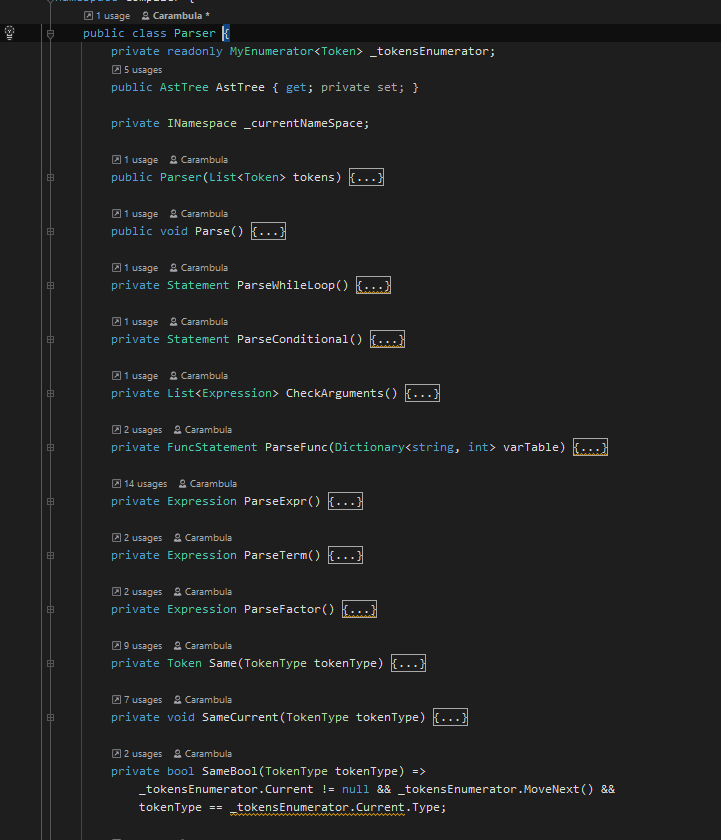 1 usage Carambula *
public class Parser {
private readonly MyEnumerator<Token> _tokensEnumerator;
5 usages
public AstTree AstTree { get; private set; }
private INamespace _currentNameSpace;
1 usage Carambula
public Parser(List<Token> tokens) {...}
1 usage Carambula
public void Parse() {...}
1 usage Carambula
private Statement ParseWhileLoop() {...}
1 usage Carambula
private Statement ParseConditional() {...}
1 usage Carambula
private List<Expression> CheckArguments() {...}
2 usages Carambula
private FuncStatement ParseFunc(Dictionary<string, int> varTable) {...}
14 usages Carambula
private Expression ParseExpr() {...}
2 usages Carambula
private Expression ParseTerm() {...}
2 usages Carambula
private Expression ParseFactor() {...}
9 usages Carambula
private Token Same(TokenType tokenType) {...}
7 usages Carambula
private void SameCurrent(TokenType tokenType) {...}
2 usages Carambula
private bool SameBool(TokenType tokenType) =>
_tokensEnumerator.Current != null && _tokensEnumerator.MoveNext() &&
tokenType == _tokensEnumerator.Current.Type;